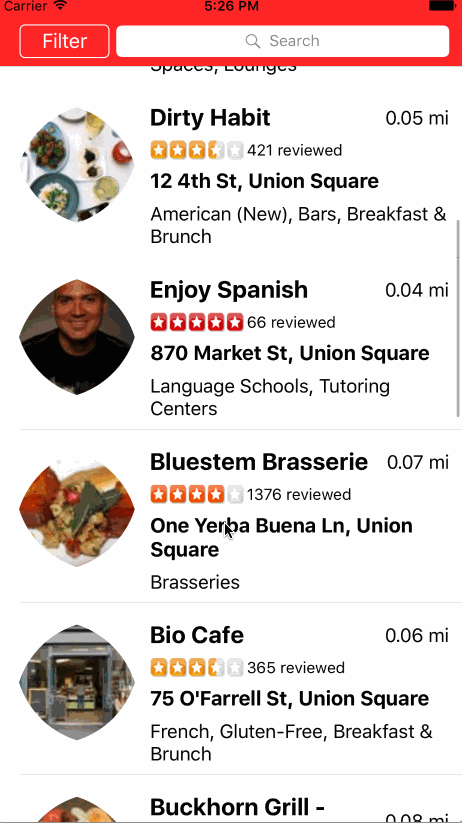 Carrier 5:26 PM
Filter Search
Spaces, Lounges
Dirty Habit 0.05 mi
421 reviewed
12 4th St, Union Square
American (New), Bars, Breakfast &
Brunch
Enjoy Spanish 0.04 mi
66 reviewed
870 Market St, Union Square
Language Schools, Tutoring
Centers
Bluestem Brasserie 0.07 mi
1376 reviewed
One Yerba Buena Ln, Union
Square
Brasseries
Bio Cafe 0.06 mi
365 reviewed
75 O'Farrell St, Union Square
French, Gluten-Free, Breakfast &
Brunch
Buckhorn Grill - 0.08 mi